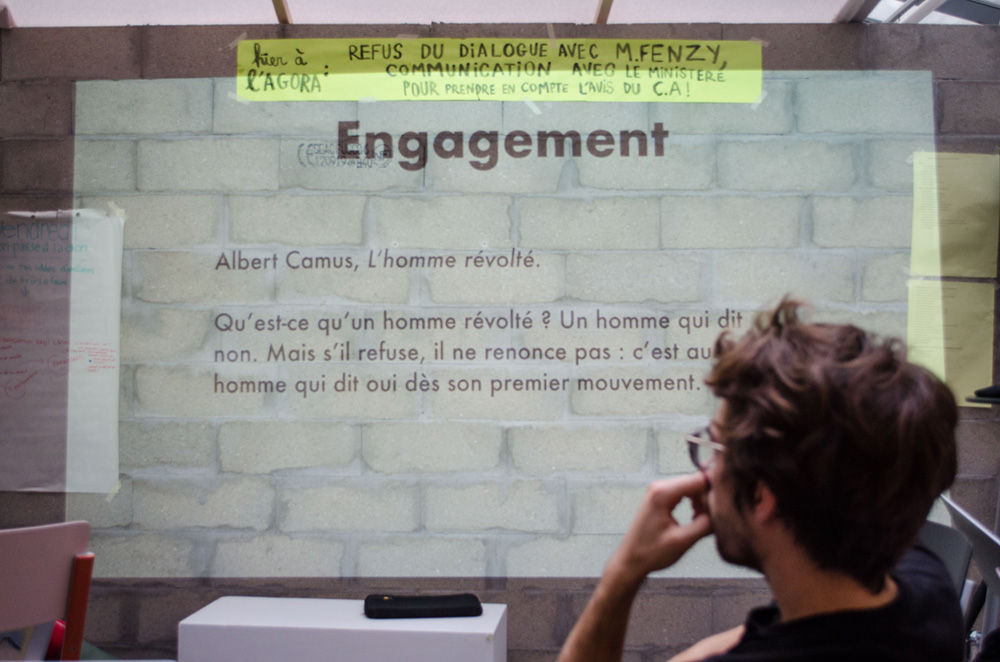 hier à
l'AGORA :
REFUS DU DIALOGUE AVEC M.FENZY,
COMMUNICATION AVEC LE MINISTÈRE
POUR PRENDRE EN COMPTE L'AVIS DU C.A!
Engagement
Albert Camus, L'homme révolté.
Qu'est-ce qu'un homme révolté ? Un homme qui dit
non. Mais s'il refuse, il ne renonce pas : c'est au
homme qui dit oui dès son premier mouvement.